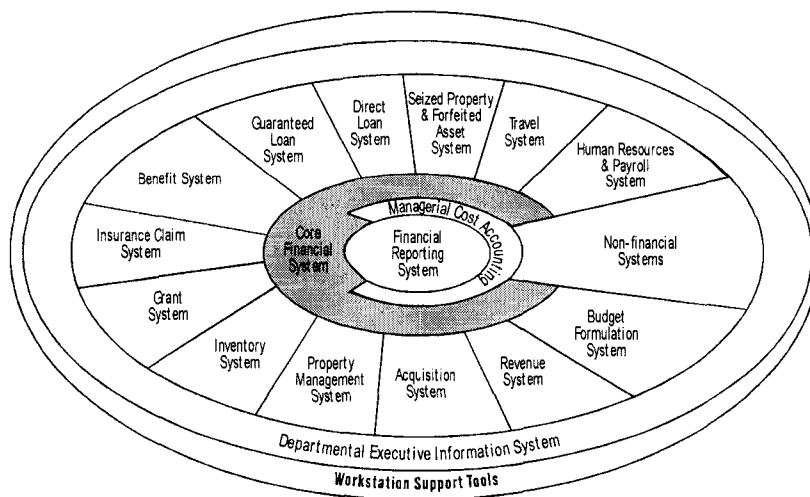 Seized Property
& Forfeited
Asset
System
Direct
Loan
System
Travel
System
Guaranteed
Loan
System
Human Resources
& Payroll
System
Benefit System
Managerial Cost Accounting
Insurance Claim
System
Core
Financial
System
Financial
Reporting
System
Non-financial
Systems
Grant
System
Budget
Formulation
System
Inventory
System
Property
Management
System
Acquisition
System
Revenue
System
Departmental Executive Information System
Workstation Support Tools